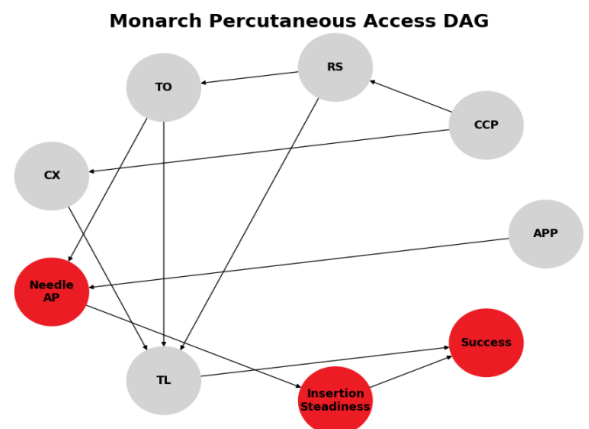 Monarch Percutaneous Access DAG
RS
TO
CCP
CX
APP
Needle
AP
Success
TL
Insertion
Steadiness